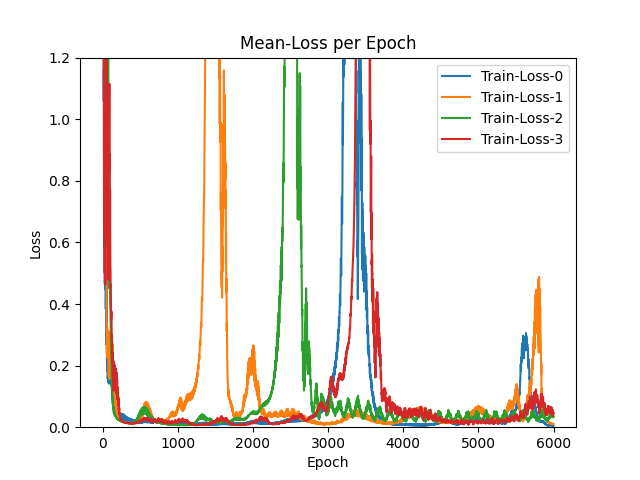 Mean-Loss per Epoch
1.2
1.0
0.8
0.6
0.4
0.2
0.0
Loss
Train-Loss-0
Train-Loss-1
Train-Loss-2
Train-Loss-3
0 1000 2000 3000 4000 5000 6000
Epoch